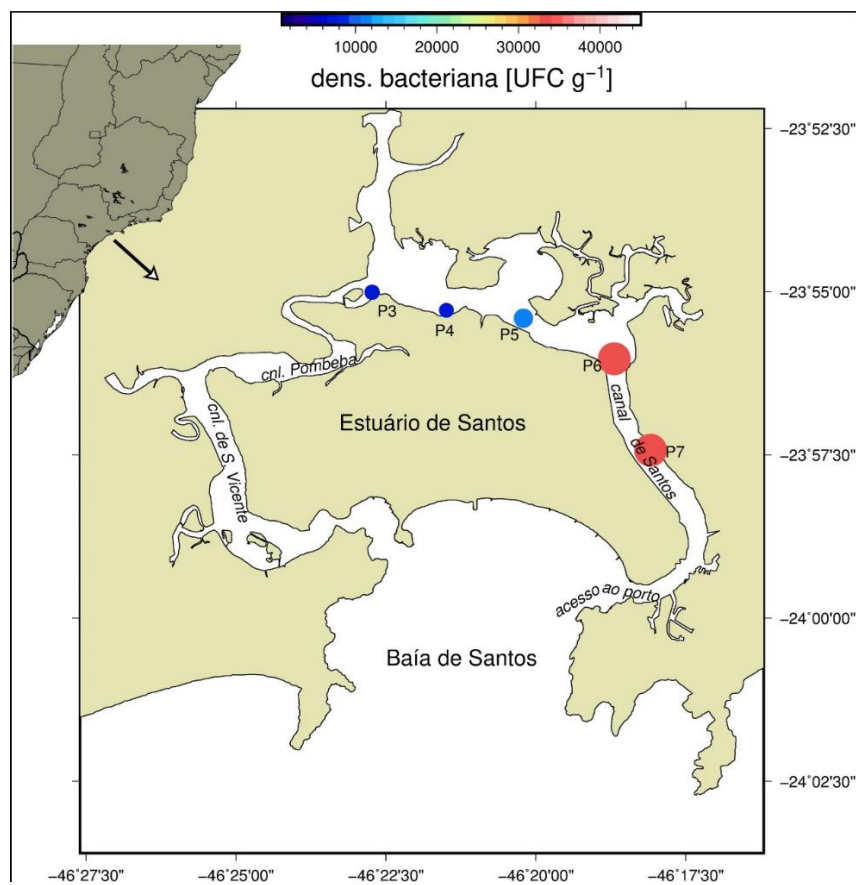 10000 20000 30000 40000
dens. bacteriana [UFC g⁻¹]
−23˚52'30"
−23˚55'00"
P3
P4
P5
cnl. Pombeba
P6
canal
cnl. de S. Vicente
Estuário de Santos
de Santos
P7
−23˚57'30"
acesso ao porto
−24˚00'00"
Baía de Santos
−24˚02'30"
−46˚27'30" −46˚25'00" −46˚22'30" −46˚20'00" −46˚17'30"